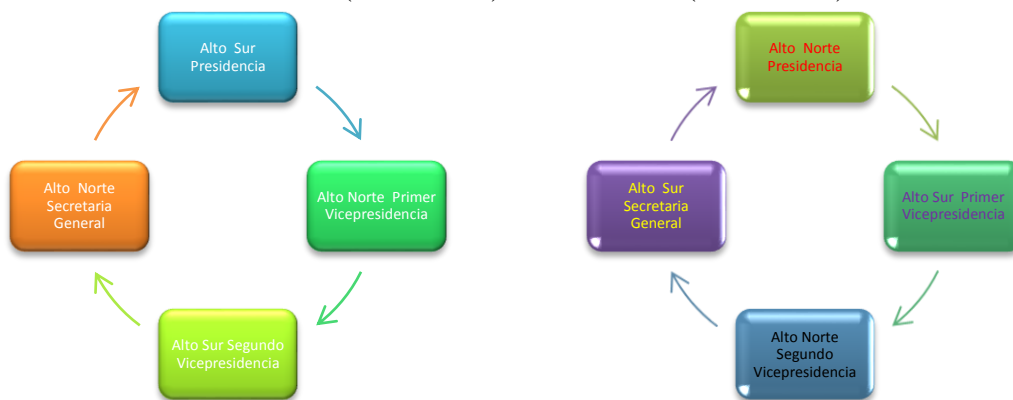 Alto Sur
Presidencia
Alto Norte Primer
Vicepresidencia
Alto Sur Segundo
Vicepresidencia
Alto Norte
Secretaria
General
Alto Norte
Presidencia
Alto Sur Primer
Vicepresidencia
Alto Norte
Segundo
Vicepresidencia
Alto Sur
Secretaria
General